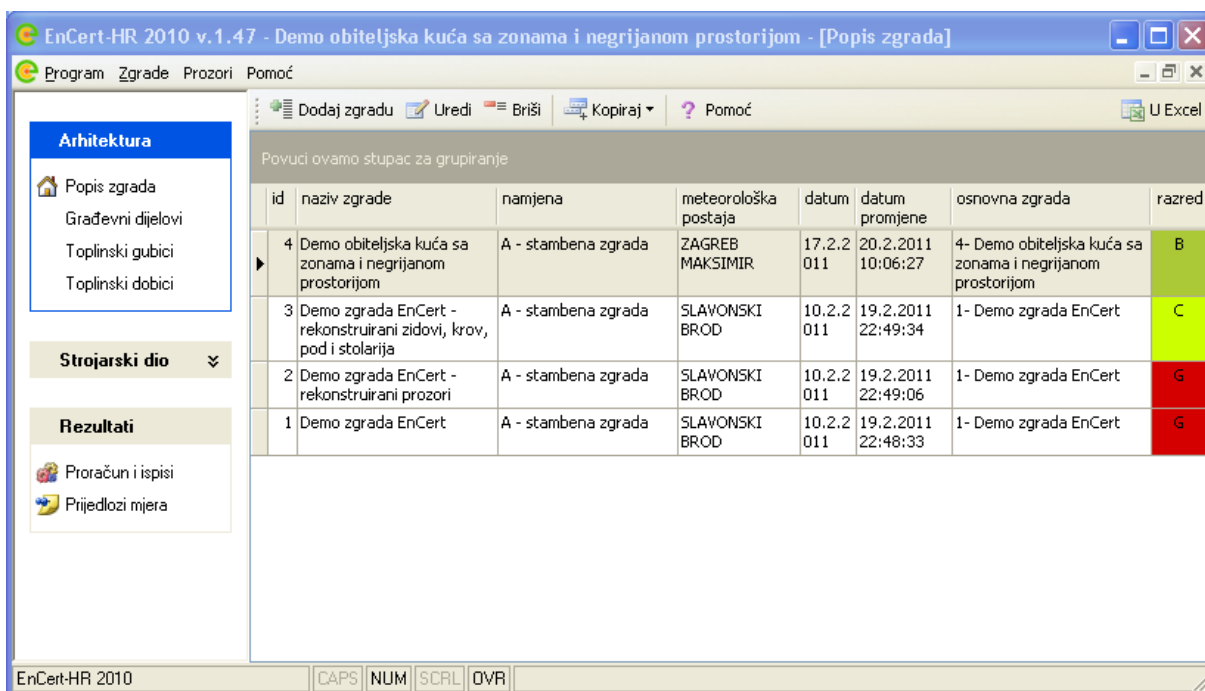 EnCert-HR 2010 v.1.47 - Demo obiteljska kuća sa zonama i negrijanom prostorijom - [Popis zgrada]
Program Zgrade Prozori Pomoć
Dodaj zgradu Uredi Briši Kopiraj ? Pomoć U Excel
Arhitektura
Popis zgrada
Građevni dijelovi
Toplinski gubici
Toplinski dobici
Strojarski dio
Rezultati
Proračun i ispisi
Prijedlozi mjera
Povuci ovamo stupac za grupiranje
id naziv zgrade namjena meteorološka datum datum osnovna zgrada razred
postaja promjene
4 Demo obiteljska kuća sa A - stambena zgrada ZAGREB 17.2.2 20.2.2011 4- Demo obiteljska kuća sa B
zonama i negrijanom MAKSIMIR 011 10:06:27 zonama i negrijanom
prostorijom prostorijom
3 Demo zgrada EnCert - A - stambena zgrada SLAVONSKI 10.2.2 19.2.2011 1- Demo zgrada EnCert C
rekonstruirani zidovi, krov, BROD 011 22:49:34
pod i stolarija
2 Demo zgrada EnCert - A - stambena zgrada SLAVONSKI 10.2.2 19.2.2011 1- Demo zgrada EnCert G
rekonstruirani prozori BROD 011 22:49:06
1 Demo zgrada EnCert A - stambena zgrada SLAVONSKI 10.2.2 19.2.2011 1- Demo zgrada EnCert G
BROD 011 22:48:33
EnCert-HR 2010 CAPS NUM SCRL OVR